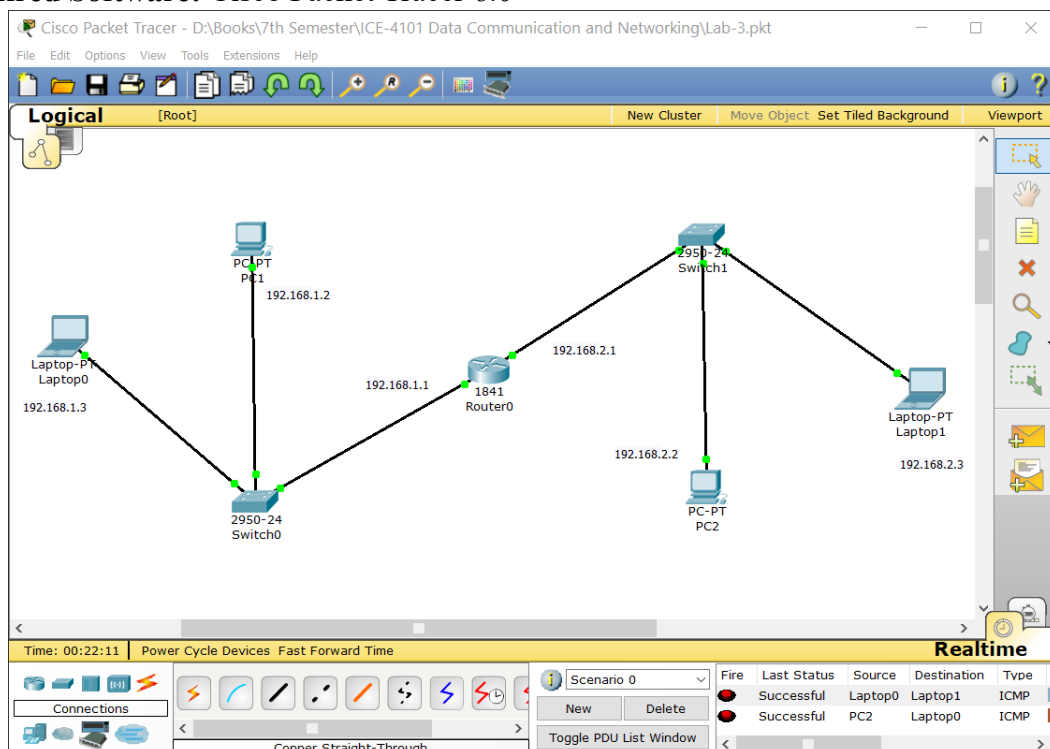 Cisco Packet Tracer - D:\Books\7th Semester\ICE-4101 Data Communication and Networking\Lab-3.pkt
File Edit Options View Tools Extensions Help
Logical [Root] New Cluster Move Object Set Tiled Background Viewport
PC-PT
PC1
192.168.1.2
2950-24
Switch1
Laptop-PT
Laptop0
192.168.1.3
192.168.2.1
192.168.1.1
1841
Router0
Laptop-PT
Laptop1
192.168.2.2
192.168.2.3
2950-24
Switch0
PC-PT
PC2
Time: 00:22:11 Power Cycle Devices Fast Forward Time Realtime
Connections
Scenario 0
New Delete
Toggle PDU List Window
Fire Last Status Source Destination Type
Successful Laptop0 Laptop1 ICMP
Successful PC2 Laptop0 ICMP
Copper Straight-Through